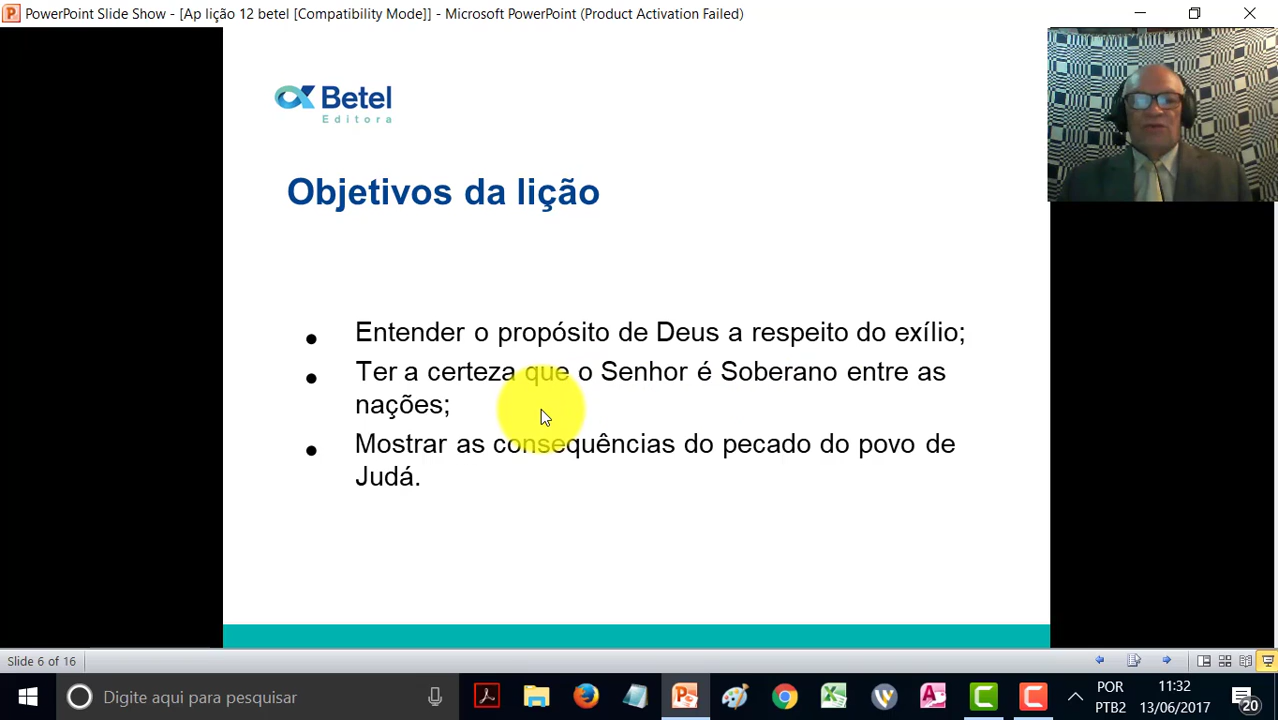 PowerPoint Slide Show - [Ap lição 12 betel [Compatibility Mode]] - Microsoft PowerPoint (Product Activation Failed)
Betel
Editora
Objetivos da lição
• Entender o propósito de Deus a respeito do exílio;
• Ter a certeza que o Senhor é Soberano entre as
nações;
• Mostrar as consequências do pecado do povo de
Judá.
Slide 6 of 16
Digite aqui para pesquisar
POR
PTB2
11:32
13/06/2017
20